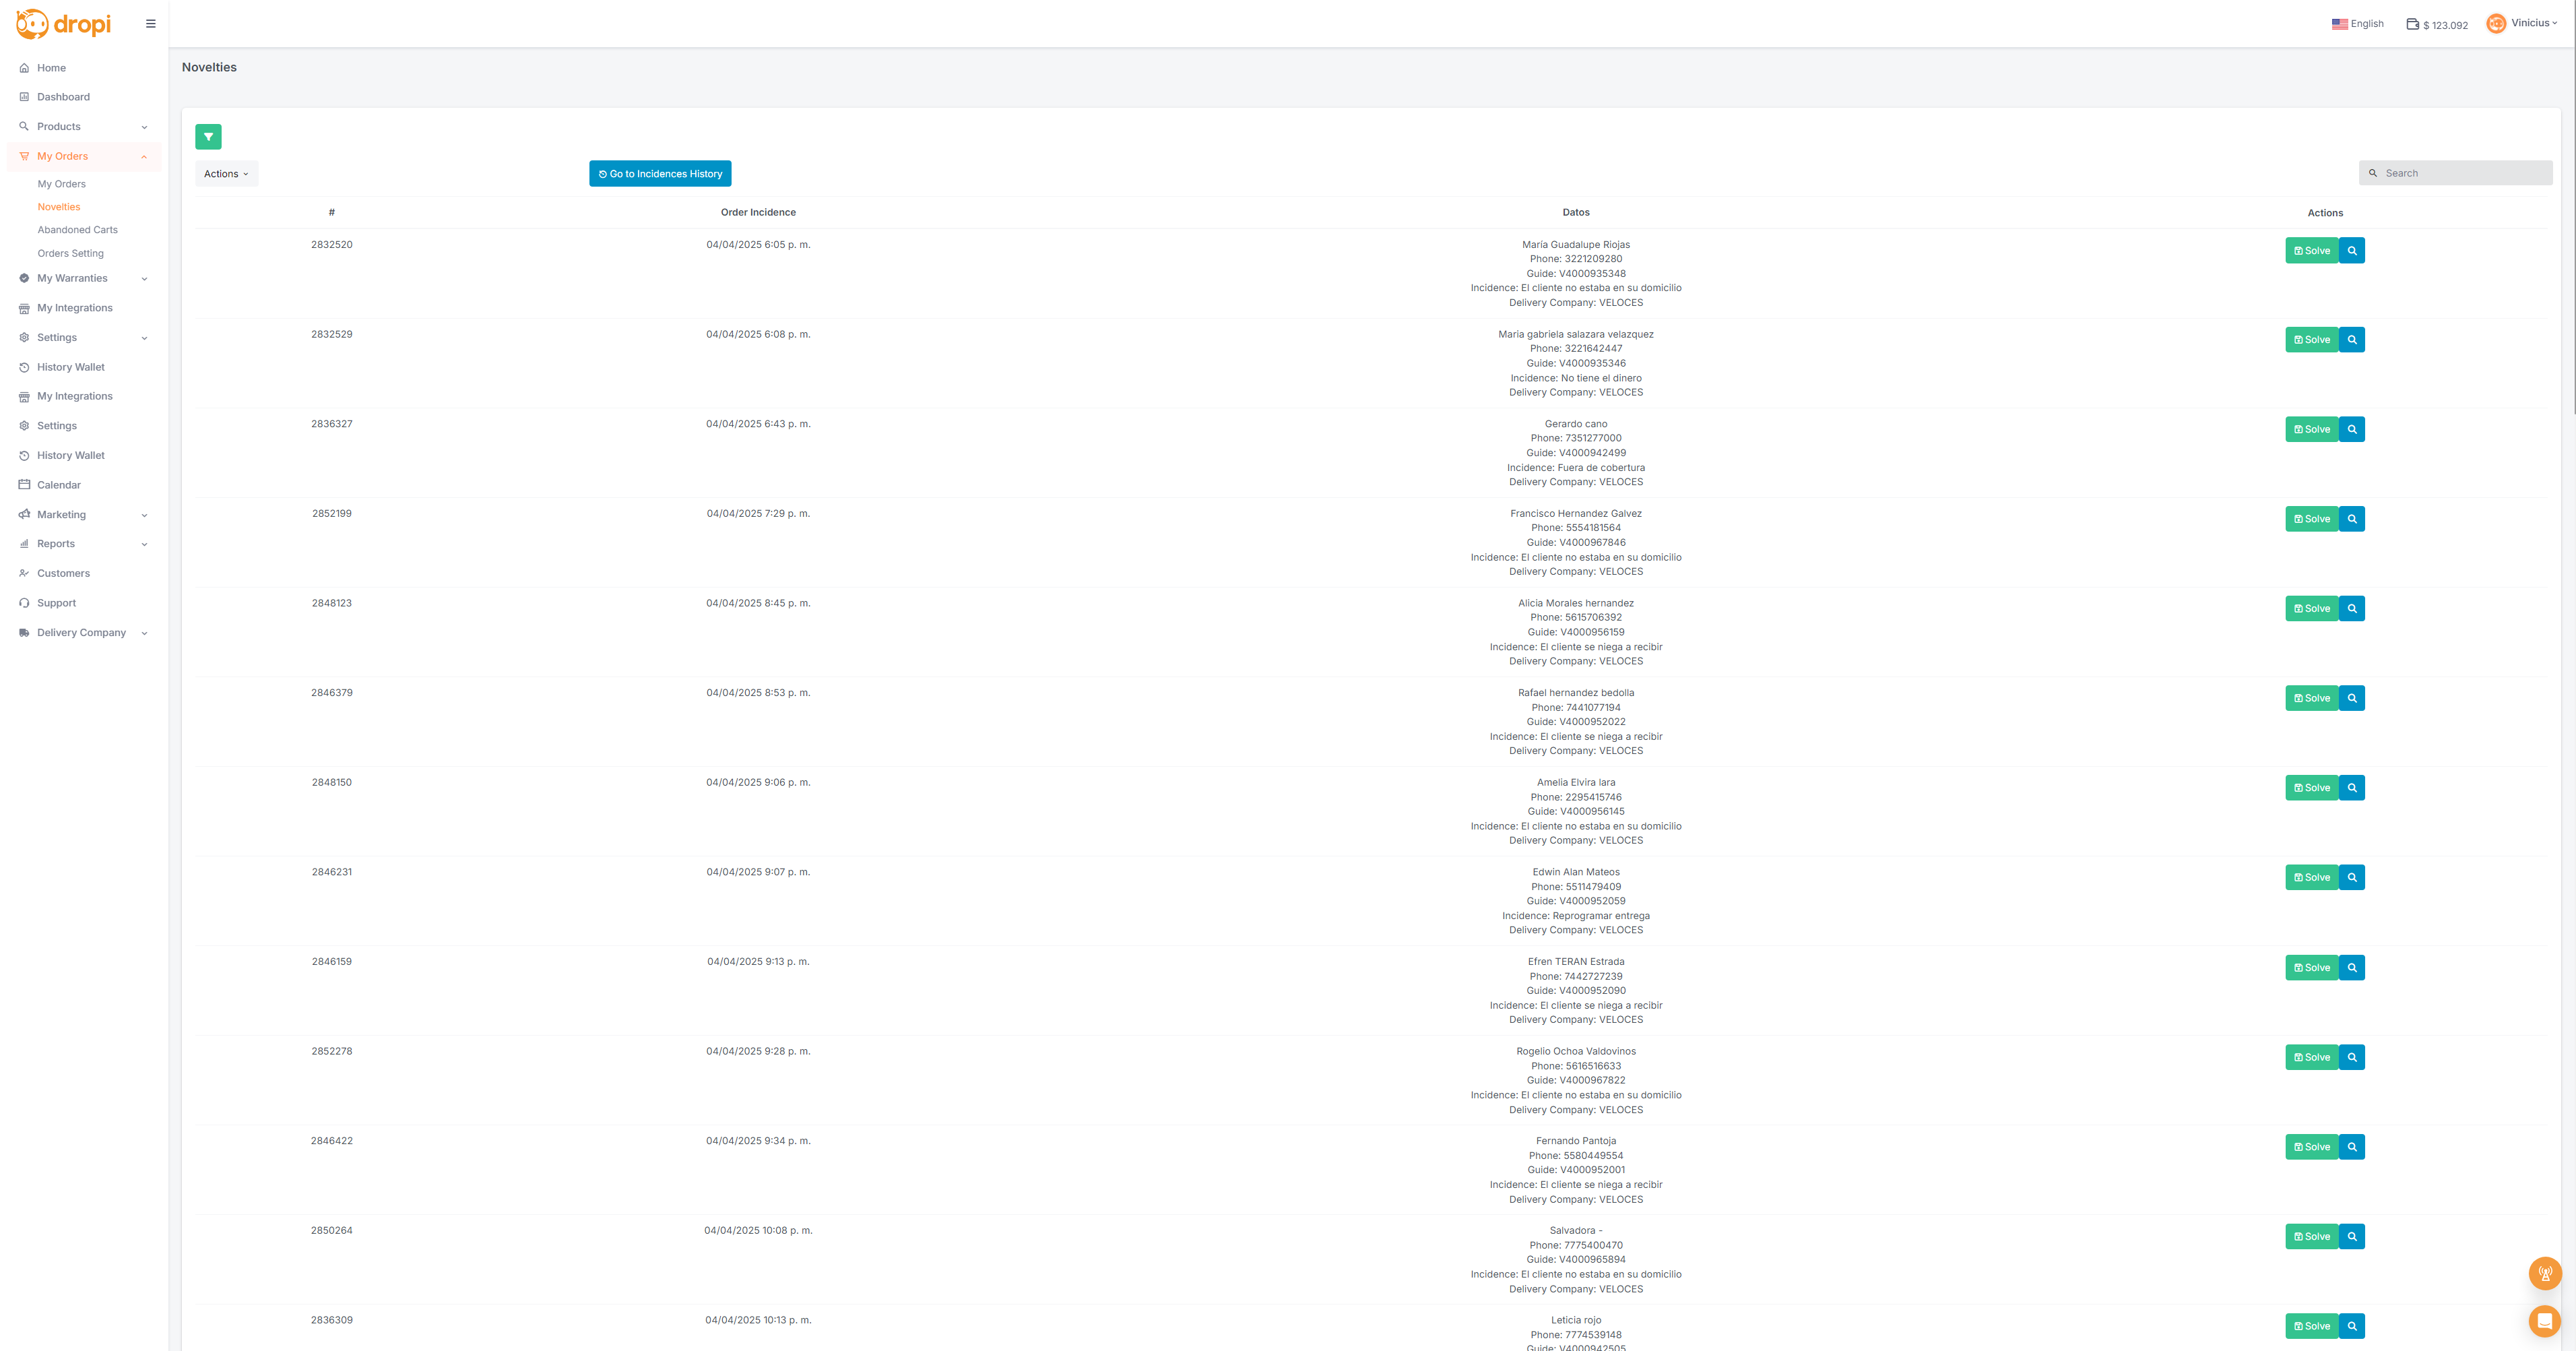 dropi
English
$ 123.092
Vinicius
Home
Dashboard
Products
My Orders
My Orders
Novelties
Abandoned Carts
Orders Setting
My Warranties
My Integrations
Settings
History Wallet
My Integrations
Settings
History Wallet
Calendar
Marketing
Reports
Customers
Support
Delivery Company
Novelties
Actions
Go to Incidences History
Search
# Order Incidence Datos Actions
2832520 04/04/2025 6:05 p. m. María Guadalupe Riojas Solve
Phone: 3221209280
Guide: V4000935348
Incidence: El cliente no estaba en su domicilio
Delivery Company: VELOCES
2832529 04/04/2025 6:08 p. m. Maria gabriela salazara velazquez Solve
Phone: 3221642447
Guide: V4000935346
Incidence: No tiene el dinero
Delivery Company: VELOCES
2836327 04/04/2025 6:43 p. m. Gerardo cano Solve
Phone: 7351277000
Guide: V4000942499
Incidence: Fuera de cobertura
Delivery Company: VELOCES
2852199 04/04/2025 7:29 p. m. Francisco Hernandez Galvez Solve
Phone: 5554181564
Guide: V4000967846
Incidence: El cliente no estaba en su domicilio
Delivery Company: VELOCES
2848123 04/04/2025 8:45 p. m. Alicia Morales hernandez Solve
Phone: 5615706392
Guide: V4000956159
Incidence: El cliente se niega a recibir
Delivery Company: VELOCES
2846379 04/04/2025 8:53 p. m. Rafael hernandez bedolla Solve
Phone: 7441077194
Guide: V4000952022
Incidence: El cliente se niega a recibir
Delivery Company: VELOCES
2848150 04/04/2025 9:06 p. m. Amelia Elvira lara Solve
Phone: 2295415746
Guide: V4000956145
Incidence: El cliente no estaba en su domicilio
Delivery Company: VELOCES
2846231 04/04/2025 9:07 p. m. Edwin Alan Mateos Solve
Phone: 5511479409
Guide: V4000952059
Incidence: Reprogramar entrega
Delivery Company: VELOCES
2846159 04/04/2025 9:13 p. m. Efren TERAN Estrada Solve
Phone: 7442727239
Guide: V4000952090
Incidence: El cliente se niega a recibir
Delivery Company: VELOCES
2852278 04/04/2025 9:28 p. m. Rogelio Ochoa Valdovinos Solve
Phone: 5616516633
Guide: V4000967822
Incidence: El cliente no estaba en su domicilio
Delivery Company: VELOCES
2846422 04/04/2025 9:34 p. m. Fernando Pantoja Solve
Phone: 5580449554
Guide: V4000952001
Incidence: El cliente se niega a recibir
Delivery Company: VELOCES
2850264 04/04/2025 10:08 p. m. Salvadora - Solve
Phone: 7775400470
Guide: V4000965894
Incidence: El cliente no estaba en su domicilio
Delivery Company: VELOCES
2836309 04/04/2025 10:13 p. m. Leticia rojo Solve
Phone: 7774539148
Guide: V4000942505